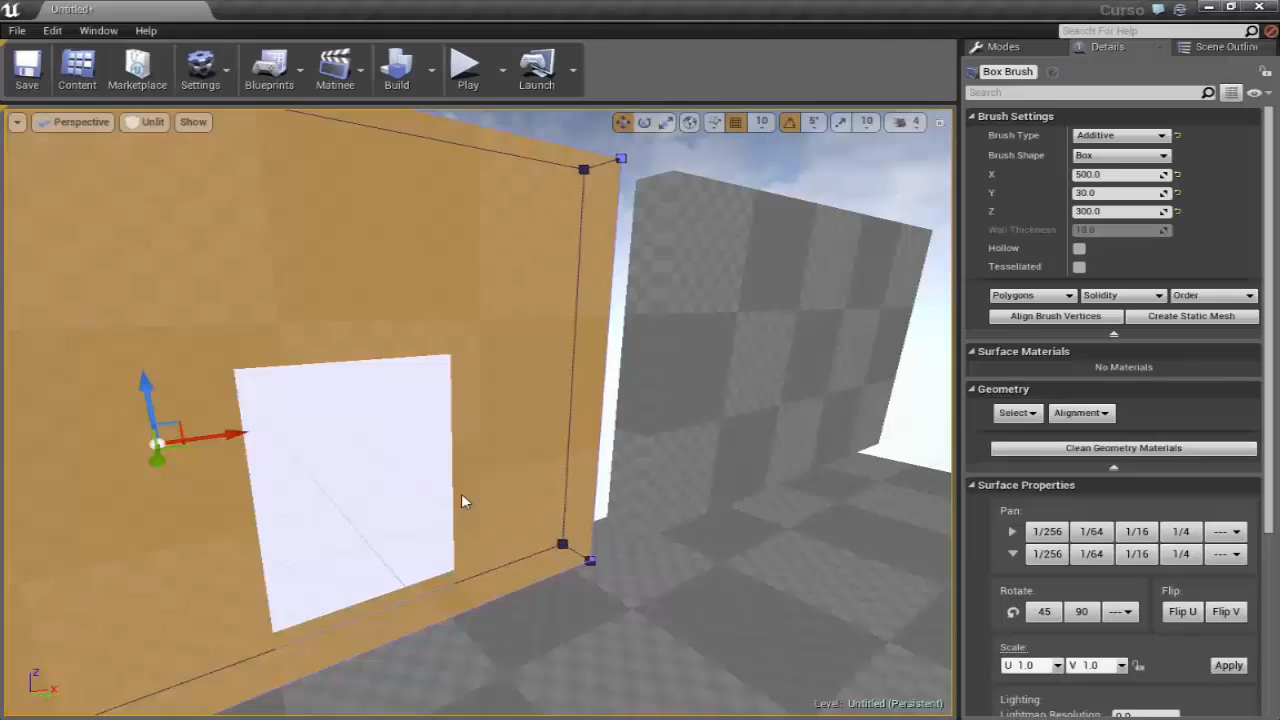 Untitled*
Curso
File Edit Window Help
Search For Help
Save Content Marketplace Settings Blueprints Matinee Build Play Launch
Modes Details Scene Outlin
Box Brush
Search
Perspective Unlit Show
10 5° 10 4
Brush Settings
Brush Type Additive
Brush Shape Box
X 500.0
Y 30.0
Z 300.0
Wall Thickness 10.0
Hollow
Tessellated
Polygons Solidity Order
Align Brush Vertices Create Static Mesh
Surface Materials
No Materials
Geometry
Select Alignment
Clean Geometry Materials
Surface Properties
Pan:
1/256 1/64 1/16 1/4 ---
1/256 1/64 1/16 1/4 ---
Rotate Flip:
45 90 --- Flip U Flip V
Scale:
U 1.0 V 1.0 Apply
Lighting:
Lightmap Resolution 0.0
Z
X
Level: Untitled (Persistent)